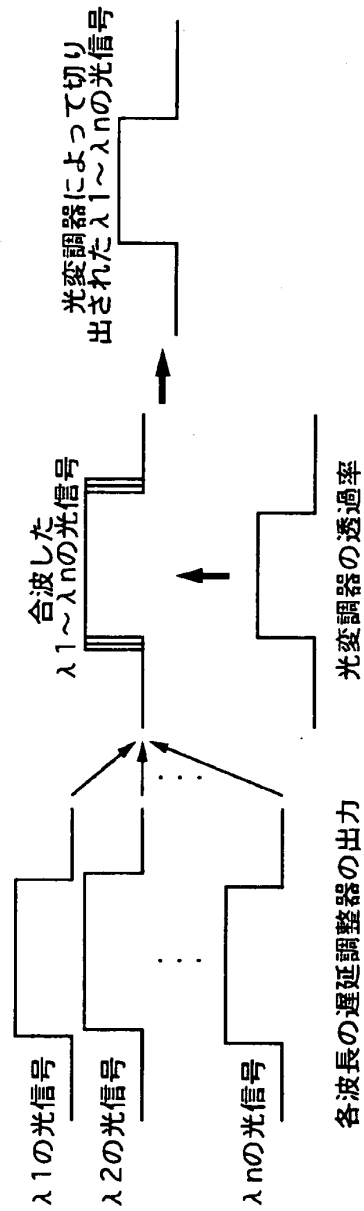 λ1の光信号
λ2の光信号
λnの光信号
各波長の遅延調整器の出力
合波した
λ1～λnの光信号
光変調器の透過率
光変調器によって切り
出されたλ1～λnの光信号